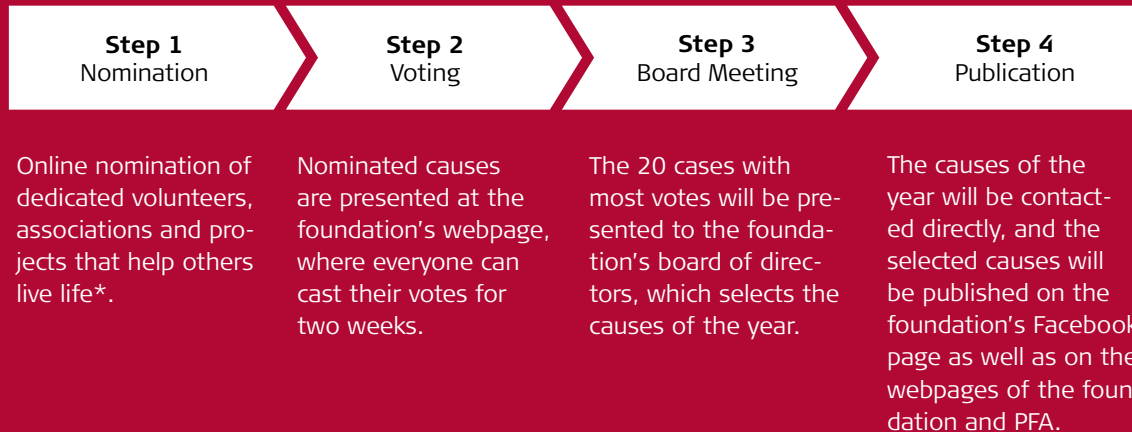 Step 1
Nomination
Step 2
Voting
Step 3
Board Meeting
Step 4
Publication
Online nomination of
dedicated volunteers,
associations and pro-
jects that help others
live life*.
Nominated causes
are presented at the
foundation's webpage,
where everyone can
cast their votes for
two weeks.
The 20 cases with
most votes will be pre-
sented to the founda-
tion's board of direc-
tors, which selects the
causes of the year.
The causes of the
year will be contact-
ed directly, and the
selected causes will
be published on the
foundation's Facebook
page as well as on the
webpages of the foun-
dation and PFA.